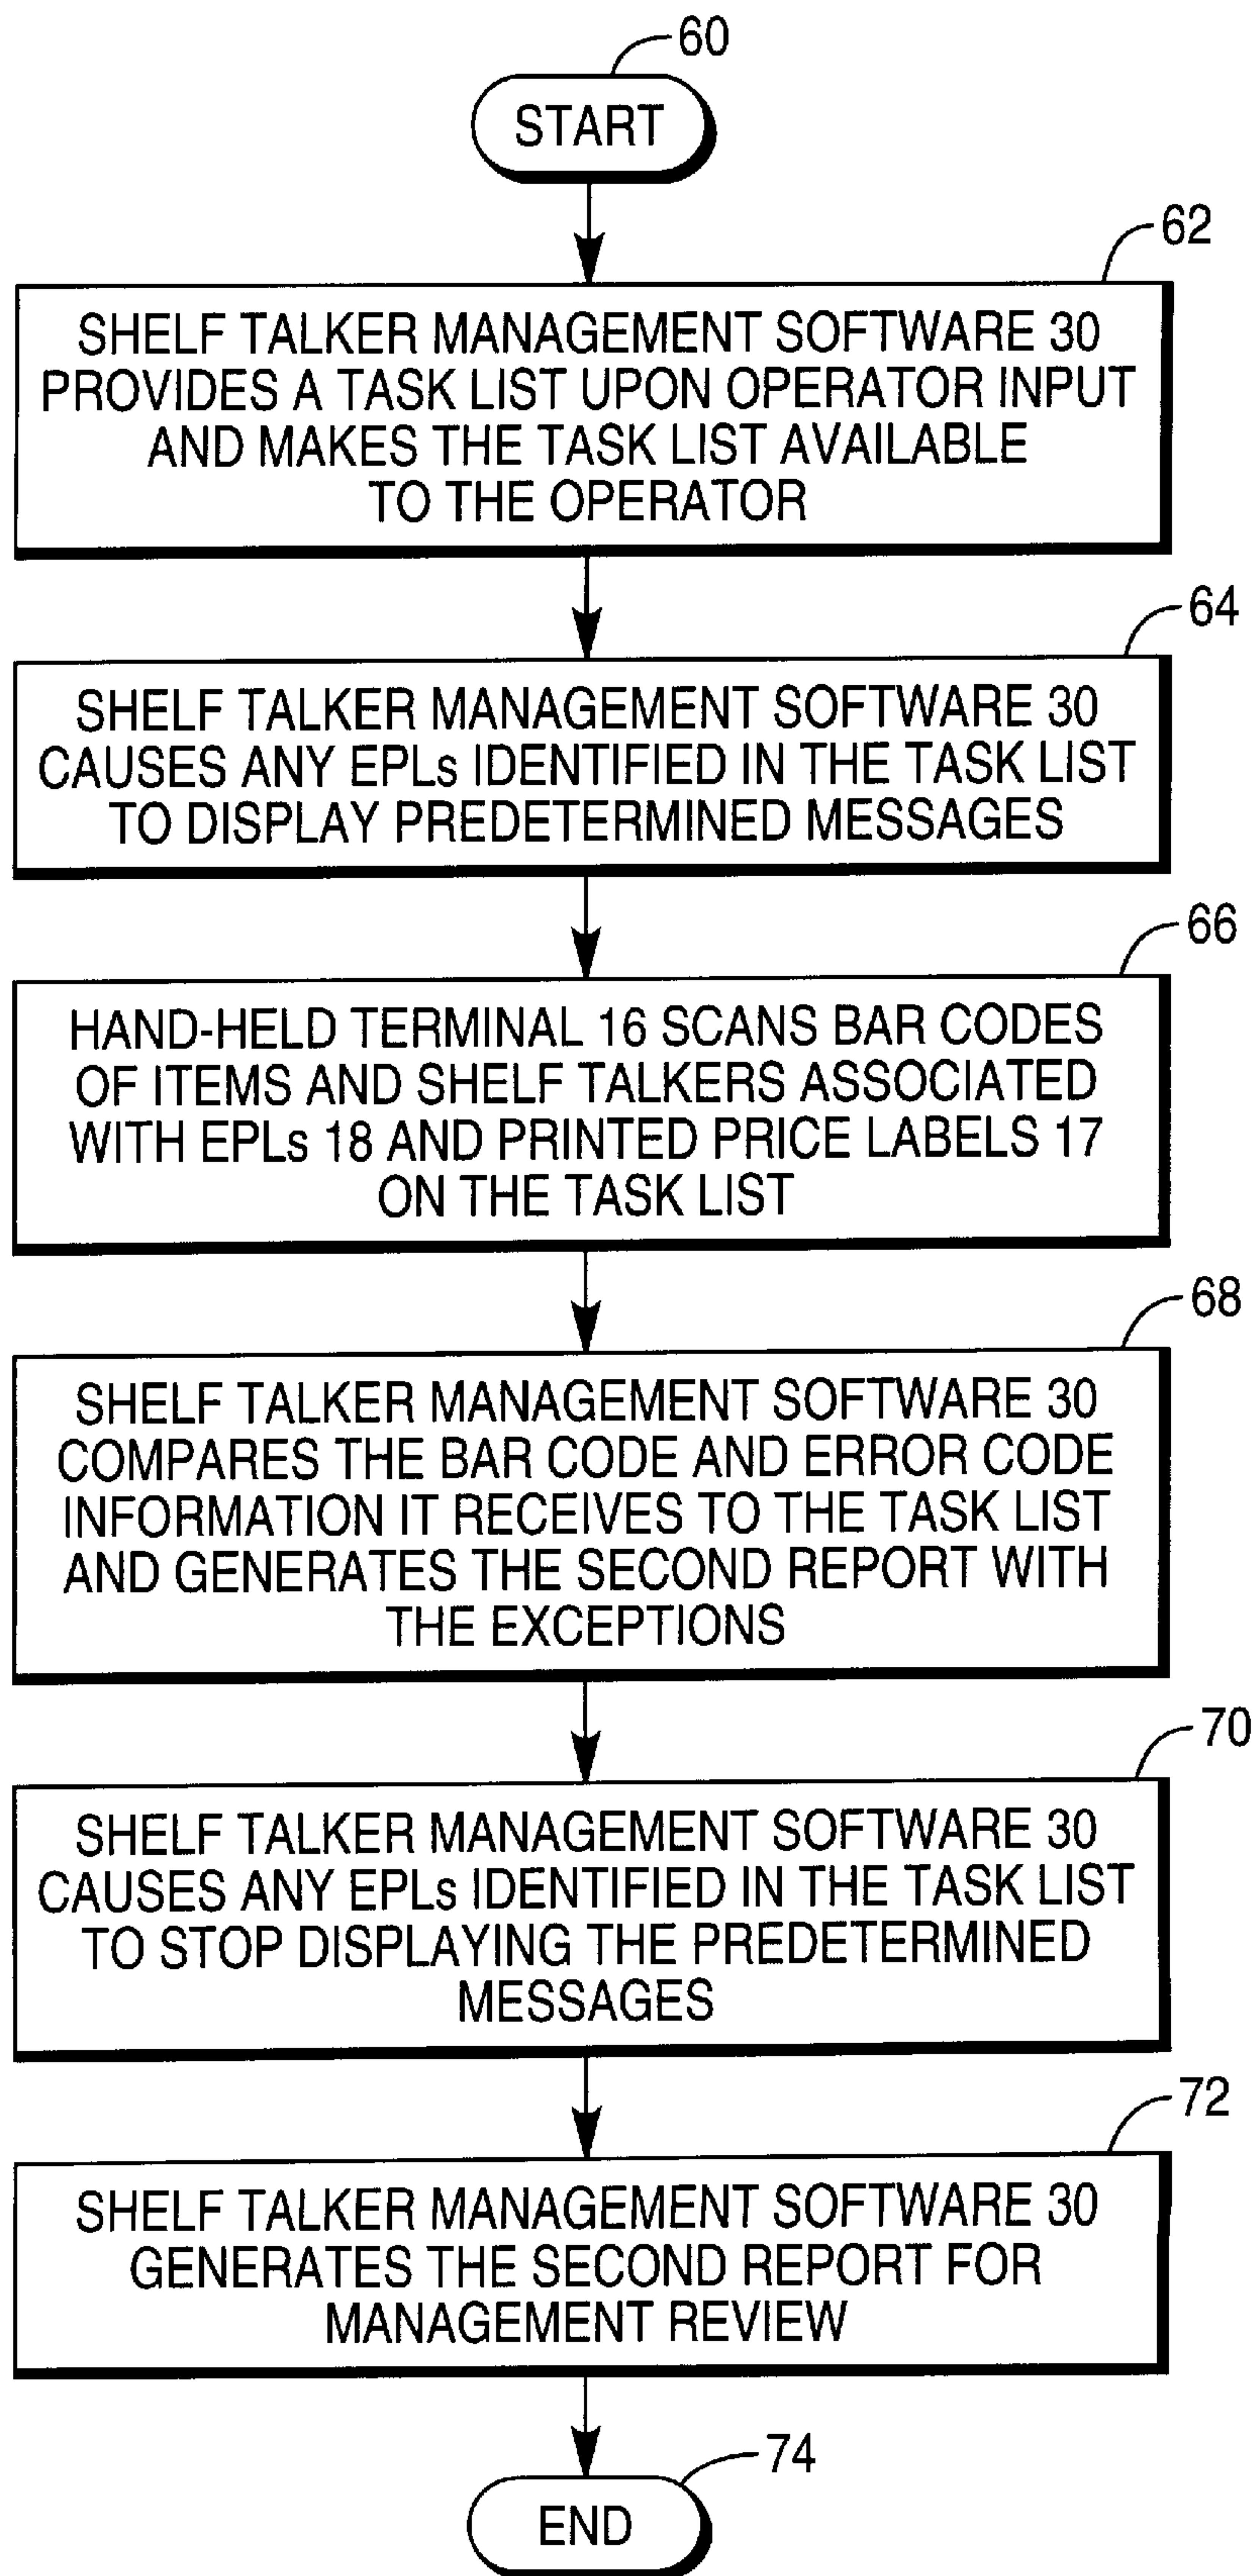 60
START
62
SHELF TALKER MANAGEMENT SOFTWARE 30
PROVIDES A TASK LIST UPON OPERATOR INPUT
AND MAKES THE TASK LIST AVAILABLE
TO THE OPERATOR
64
SHELF TALKER MANAGEMENT SOFTWARE 30
CAUSES ANY EPLs IDENTIFIED IN THE TASK LIST
TO DISPLAY PREDETERMINED MESSAGES
66
HAND-HELD TERMINAL 16 SCANS BAR CODES
OF ITEMS AND SHELF TALKERS ASSOCIATED
WITH EPLs 18 AND PRINTED PRICE LABELS 17
ON THE TASK LIST
68
SHELF TALKER MANAGEMENT SOFTWARE 30
COMPARES THE BAR CODE AND ERROR CODE
INFORMATION IT RECEIVES TO THE TASK LIST
AND GENERATES THE SECOND REPORT WITH
THE EXCEPTIONS
70
SHELF TALKER MANAGEMENT SOFTWARE 30
CAUSES ANY EPLs IDENTIFIED IN THE TASK LIST
TO STOP DISPLAYING THE PREDETERMINED
MESSAGES
72
SHELF TALKER MANAGEMENT SOFTWARE 30
GENERATES THE SECOND REPORT FOR
MANAGEMENT REVIEW
74
END